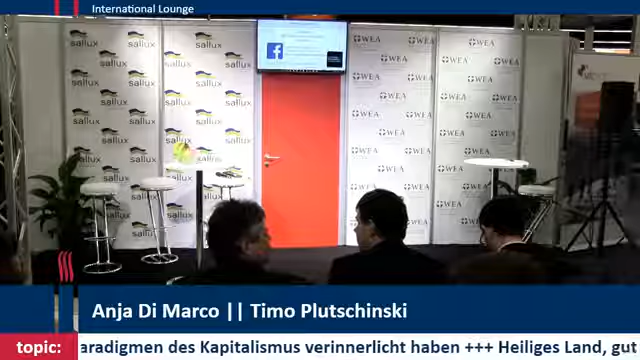 International Lounge
sallux
WEA
Anja Di Marco || Timo Plutschinski
topic:
aradigmen des Kapitalismus verinnerlicht haben +++ Heiliges Land, gut